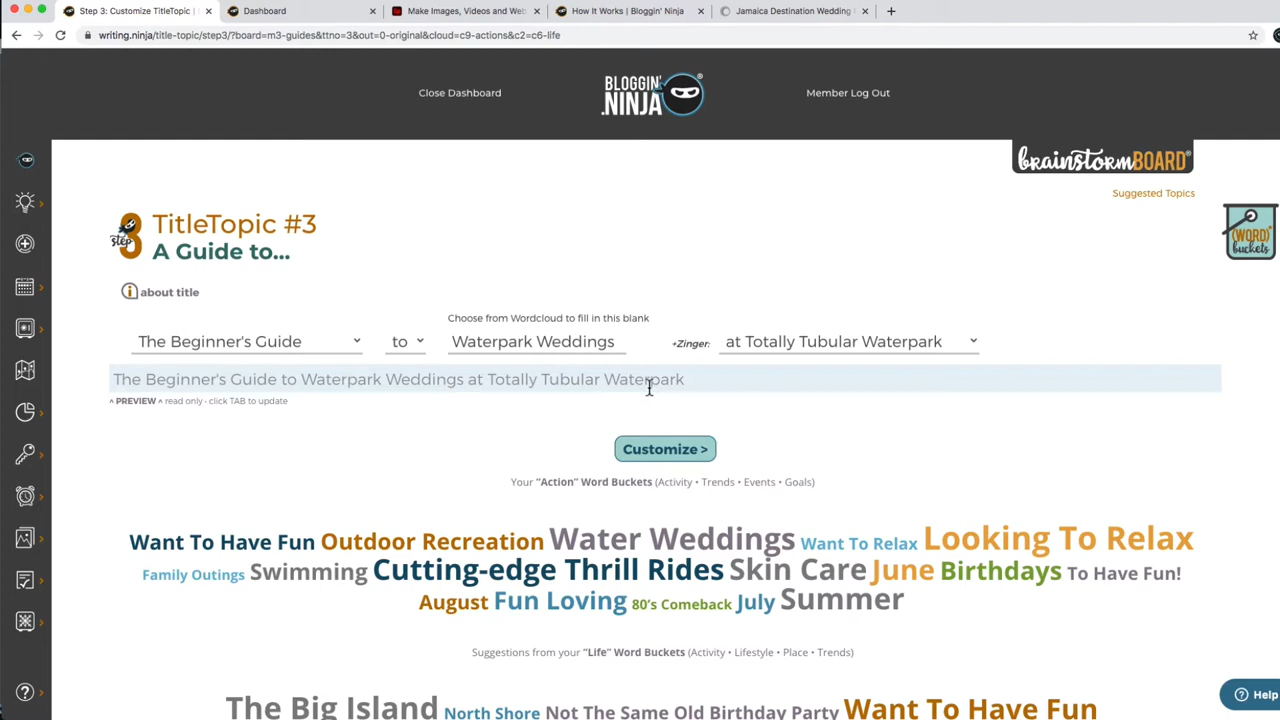 Step 3: Customize TitleTopic |
Dashboard
Make Images, Videos and Web
How It Works | Bloggin' Ninja
Jamaica Destination Wedding
writing.ninja/title-topic/step3/?board=m3-guides&ttno=3&out=0-original&cloud=c9-actions&c2=c6-life
Close Dashboard
BLOGGIN'
.NINJA
Member Log Out
brainstormBOARD
Suggested Topics
(WORD)
buckets
step 3
TitleTopic #3
A Guide to...
about title
Choose from Wordcloud to fill in this blank
The Beginner's Guide to Waterpark Weddings +Zinger: at Totally Tubular Waterpark
The Beginner's Guide to Waterpark Weddings at Totally Tubular Waterpark
^ PREVIEW ^ read only - click TAB to update
Customize >
Your "Action" Word Buckets (Activity • Trends • Events • Goals)
Want To Have Fun Outdoor Recreation Water Weddings Want To Relax Looking To Relax
Family Outings Swimming Cutting-edge Thrill Rides Skin Care June Birthdays To Have Fun!
August Fun Loving 80's Comeback July Summer
Suggestions from your "Life" Word Buckets (Activity • Lifestyle • Place • Trends)
The Big Island North Shore Not The Same Old Birthday Party Want To Have Fun
Help